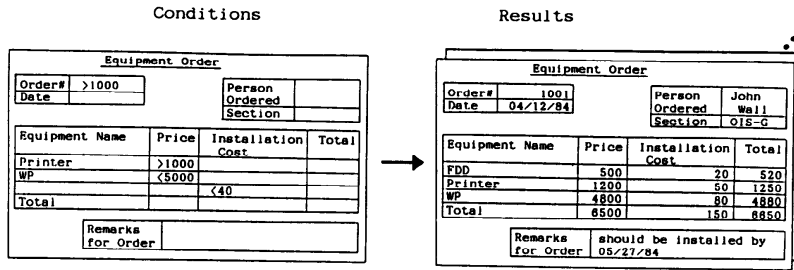 Conditions
Equipment Order
Order# >1000
Date
Person
Ordered
Section
Equipment Name Price Installation Total
Cost
Printer >1000
WP <5000
<40
Total
Remarks
for Order
Results
Equipment Order
Order# 1001
Date 04/12/84
Person John
Ordered Wall
Section OIS-G
Equipment Name Price Installation Total
Cost
FDD 500 20 520
Printer 1200 50 1250
WP 4800 80 4880
Total 6500 150 6650
Remarks should be installed by
for Order 05/27/84